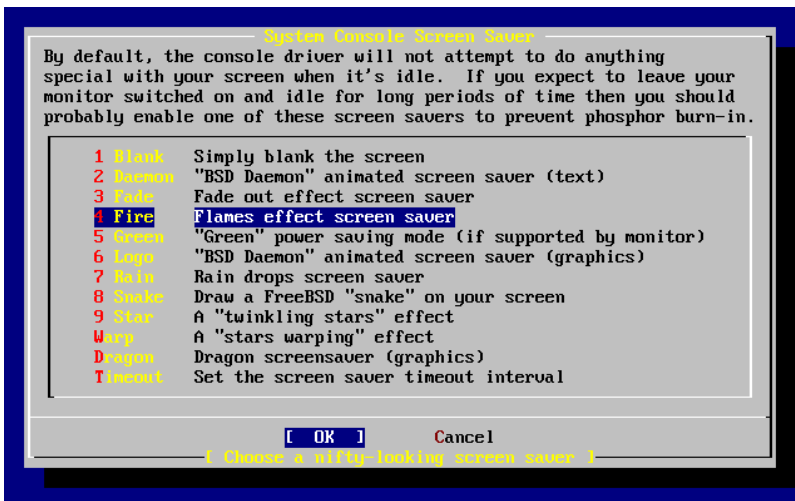 System Console Screen Saver
By default, the console driver will not attempt to do anything
special with your screen when it's idle.  If you expect to leave your
monitor switched on and idle for long periods of time then you should
probably enable one of these screen savers to prevent phosphor burn-in.
1 Blank    Simply blank the screen
2 Daemon   "BSD Daemon" animated screen saver (text)
3 Fade     Fade out effect screen saver
4 Fire     Flames effect screen saver
5 Green    "Green" power saving mode (if supported by monitor)
6 Logo     "BSD Daemon" animated screen saver (graphics)
7 Rain     Rain drops screen saver
8 Snake    Draw a FreeBSD "snake" on your screen
9 Star     A "twinkling stars" effect
Warp       A "stars warping" effect
Dragon     Dragon screensaver (graphics)
Timeout    Set the screen saver timeout interval
[  OK  ]       Cancel
[ Choose a nifty-looking screen saver ]